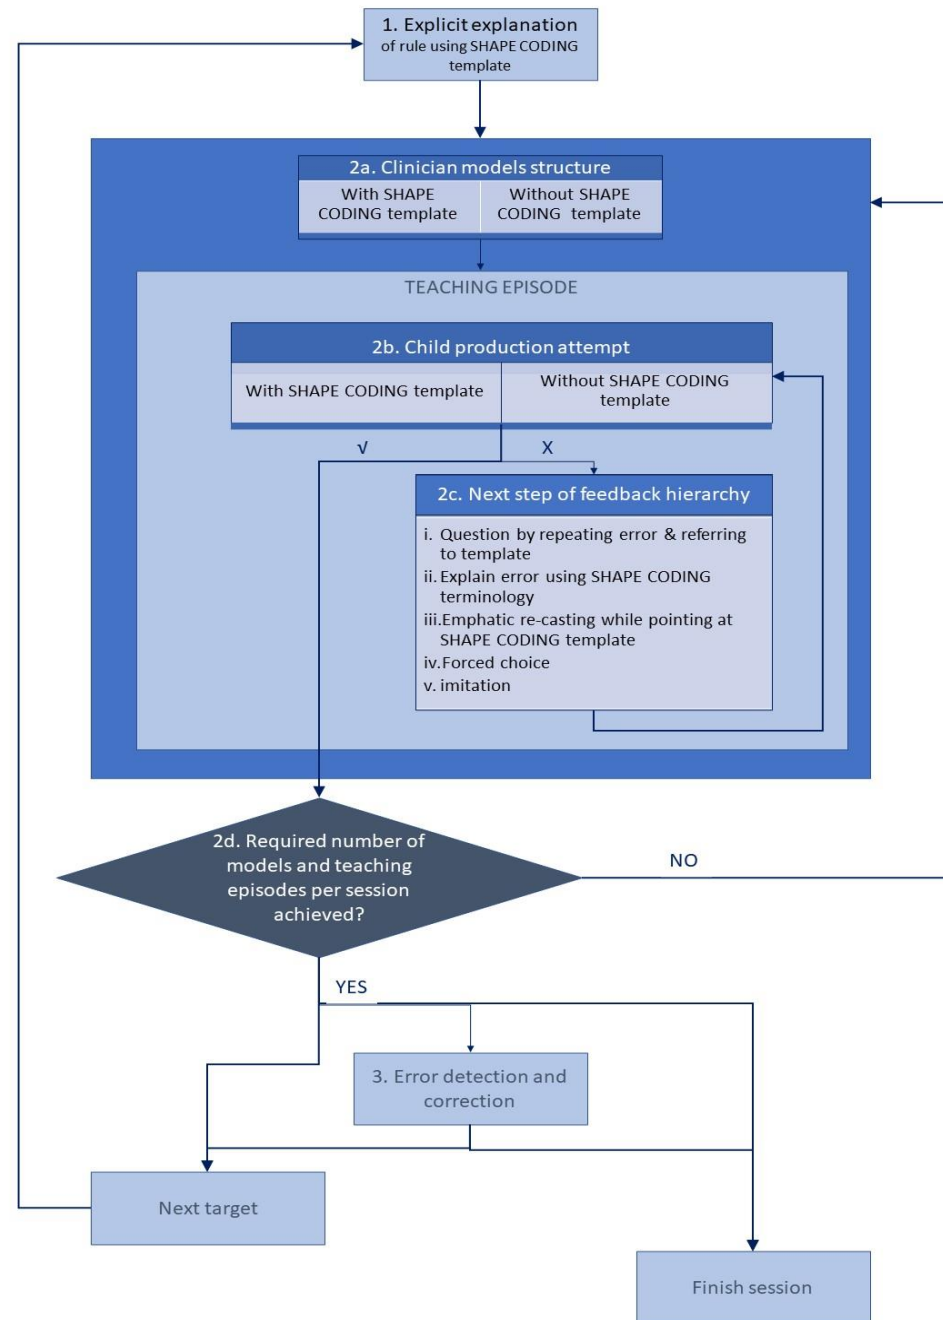 1. Explicit explanation
of rule using SHAPE CODING
template
2a. Clinician models structure
With SHAPE
CODING template
Without SHAPE
CODING template
TEACHING EPISODE
2b. Child production attempt
With SHAPE CODING template
Without SHAPE CODING
template
√
X
2c. Next step of feedback hierarchy
i. Question by repeating error & referring
to template
ii. Explain error using SHAPE CODING
terminology
iii.Emphatic re-casting while pointing at
SHAPE CODING template
iv.Forced choice
v. imitation
2d. Required number of
models and teaching
episodes per session
achieved?
NO
YES
3. Error detection and
correction
Next target
Finish session